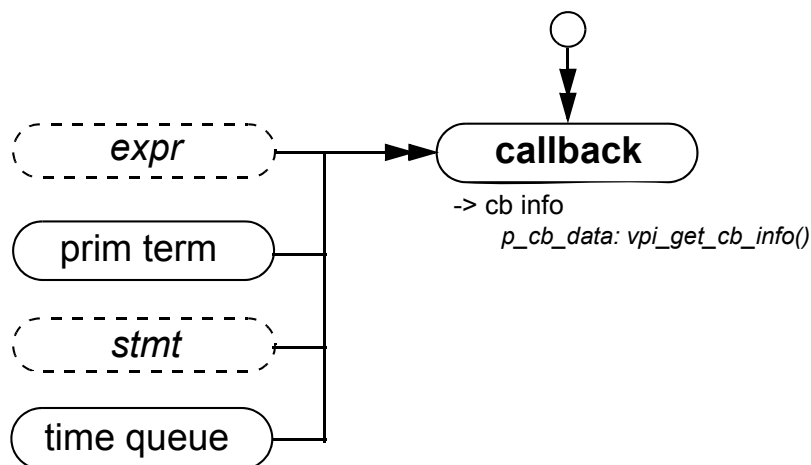 expr
callback
-> cb info
p_cb_data: vpi_get_cb_info()
prim term
stmt
time queue